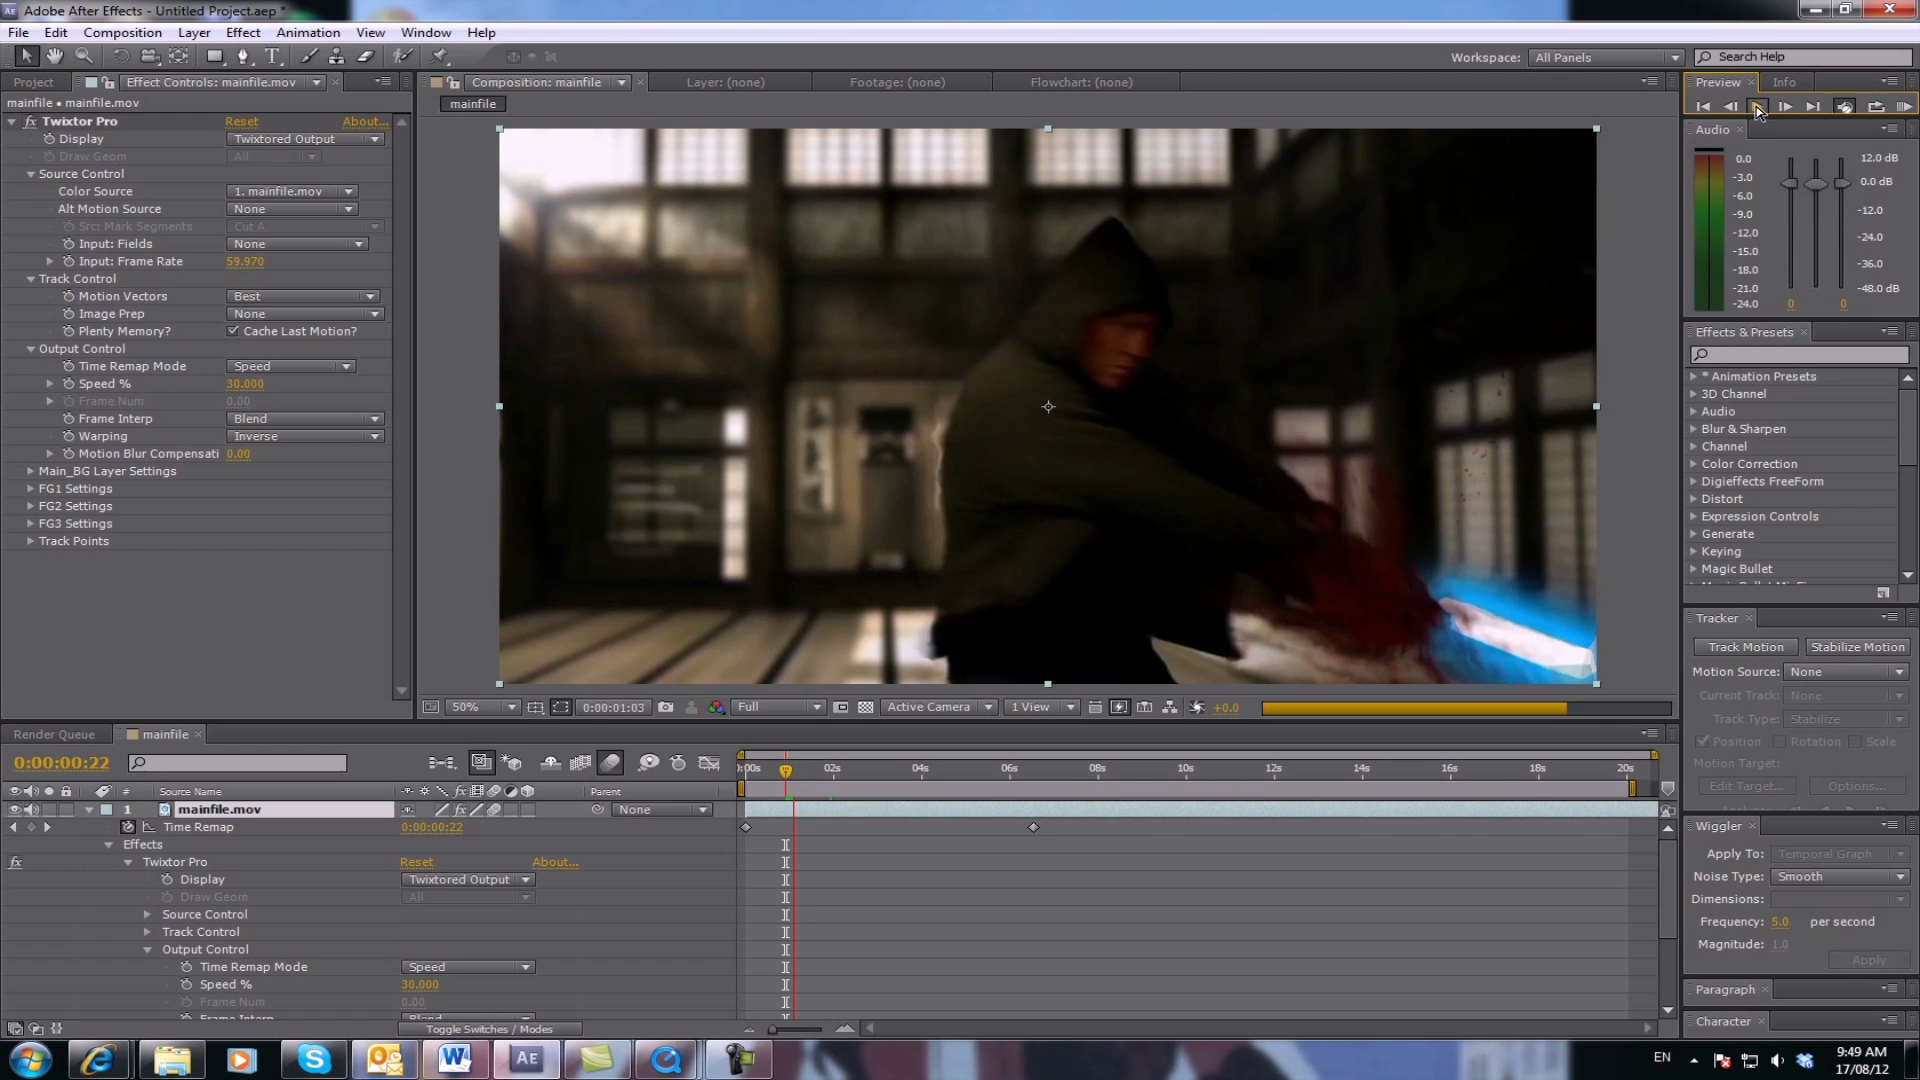 Adobe After Effects - Untitled Project.aep *
File Edit Composition Layer Effect Animation View Window Help
Workspace: All Panels Search Help
Project Effect Controls: mainfile.mov
Composition: mainfile Layer: (none) Footage: (none) Flowchart: (none)
Preview Info
mainfile • mainfile.mov
mainfile
Twixtor Pro Reset About...
Display Twixtored Output
Draw Geom All
Source Control
Color Source 1. mainfile.mov
Alt Motion Source None
Src: Mark Segments Cut A
Input: Fields None
Input: Frame Rate 59.970
Track Control
Motion Vectors Best
Image Prep None
Plenty Memory? Cache Last Motion?
Output Control
Time Remap Mode Speed
Speed % 30.000
Frame Num 0.00
Frame Interp Blend
Warping Inverse
Motion Blur Compensati 0.00
Main_BG Layer Settings
FG1 Settings
FG2 Settings
FG3 Settings
Track Points
Audio
0.0 12.0 dB
-3.0 0.0 dB
-6.0
-9.0 -12.0
-12.0 -24.0
-15.0
-18.0 -36.0
-21.0 -48.0 dB
-24.0 0 0
Effects & Presets
* Animation Presets
3D Channel
Audio
Blur & Sharpen
Channel
Color Correction
Digieffects FreeForm
Distort
Expression Controls
Generate
Keying
Magic Bullet
Tracker
Track Motion Stabilize Motion
Motion Source: None
Current Track: None
Track Type: Stabilize
Position Rotation Scale
Motion Target:
Edit Target... Options...
Wiggler
Apply To: Temporal Graph
Noise Type: Smooth
Dimensions:
Frequency: 5.0 per second
Magnitude: 1.0
Apply
Paragraph
Character
50% 0:00:01:03 Full Active Camera 1 View +0.0
Render Queue mainfile
0:00:00:22
:00s 02s 04s 06s 08s 10s 12s 14s 16s 18s 20s
# Source Name Parent
1 mainfile.mov None
Time Remap 0:00:00:22
Effects
Twixtor Pro Reset About...
Display Twixtored Output
Draw Geom All
Source Control
Track Control
Output Control
Time Remap Mode Speed
Speed % 30.000
Frame Num 0.00
Frame Interp Blend
Toggle Switches / Modes
EN 9:49 AM
17/08/12